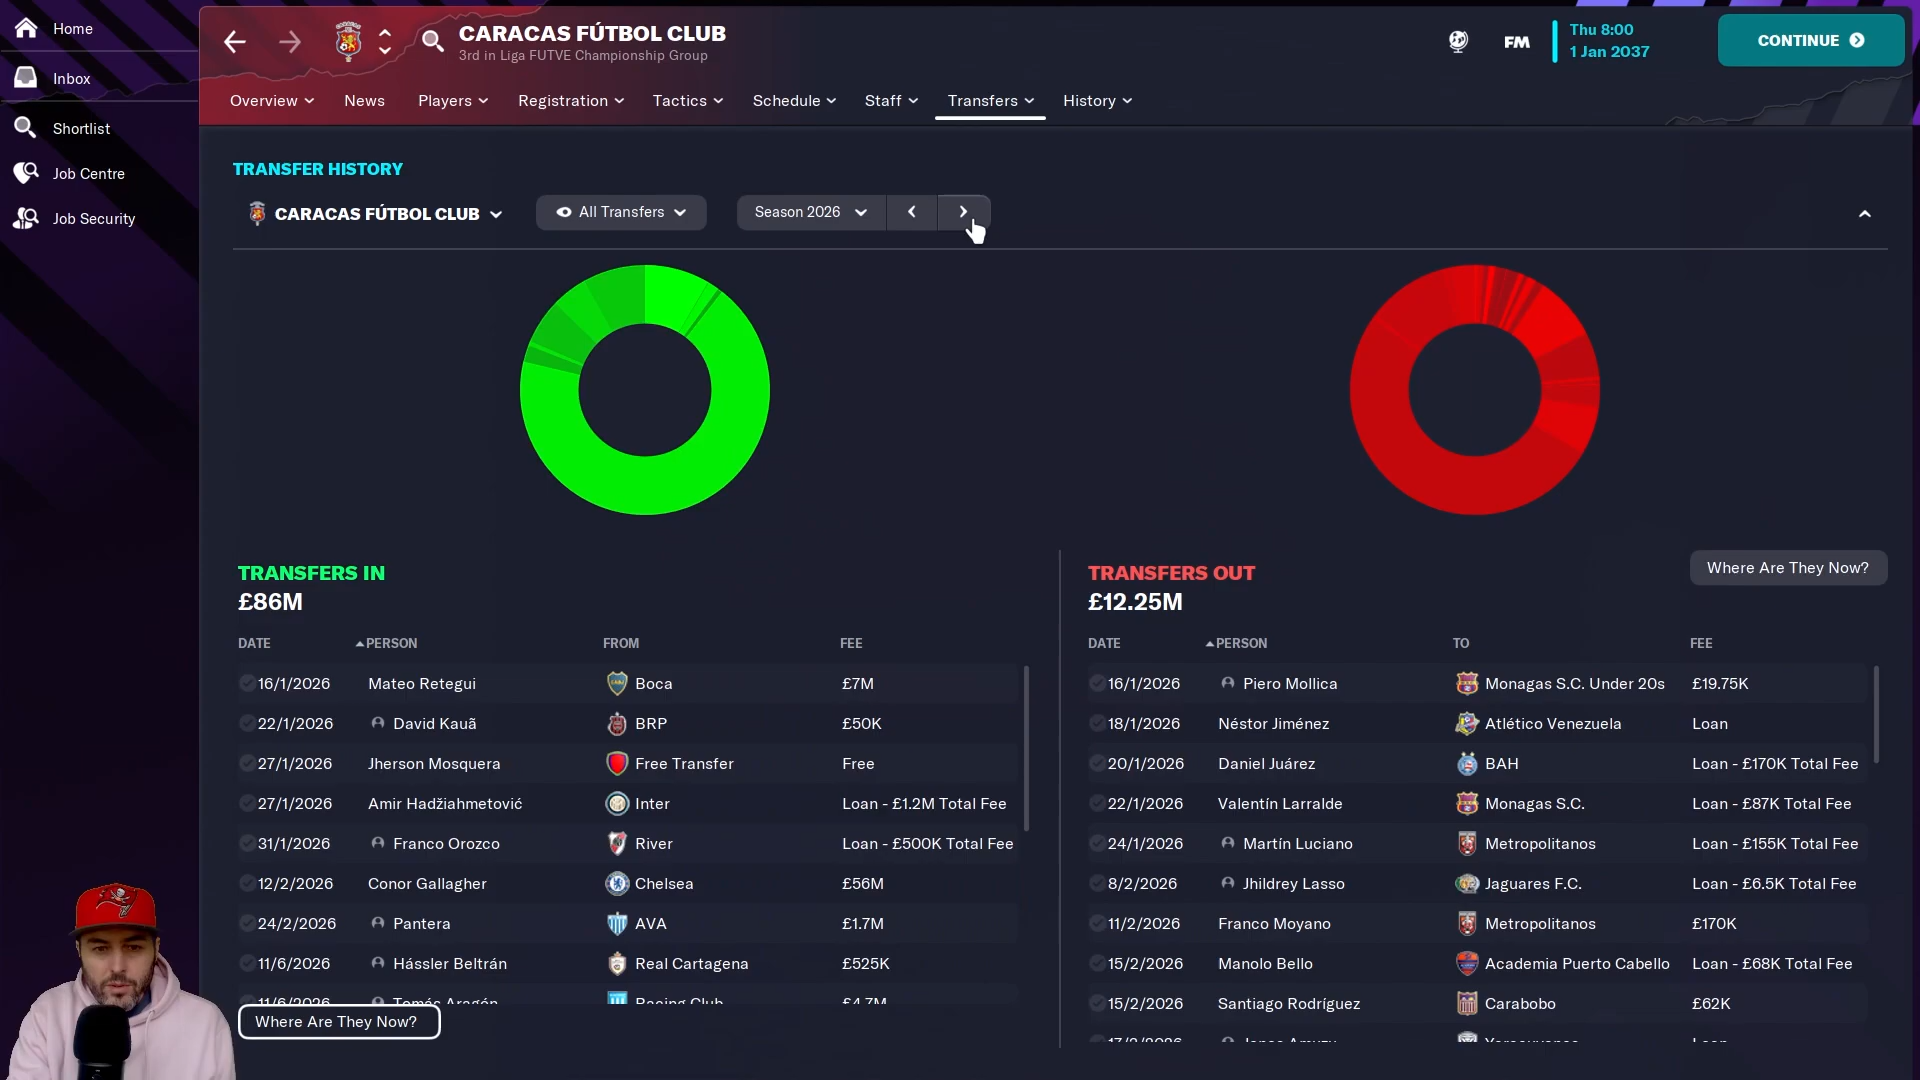 Home
Inbox
Shortlist
Job Centre
Job Security
CARACAS FÚTBOL CLUB
3rd in Liga FUTVE Championship Group
FM
Thu 8:00
1 Jan 2037
CONTINUE
Overview News Players Registration Tactics Schedule Staff Transfers History
TRANSFER HISTORY
CARACAS FÚTBOL CLUB All Transfers Season 2026
TRANSFERS IN
£86M
DATE PERSON FROM FEE
16/1/2026 Mateo Retegui Boca £7M
22/1/2026 David Kauã BRP £50K
27/1/2026 Jherson Mosquera Free Transfer Free
27/1/2026 Amir Hadžiahmetović Inter Loan - £1.2M Total Fee
31/1/2026 Franco Orozco River Loan - £500K Total Fee
12/2/2026 Conor Gallagher Chelsea £56M
24/2/2026 Pantera AVA £1.7M
11/6/2026 Hássler Beltrán Real Cartagena £525K
11/6/2026 Tomás Aragón Racing Club £4.7M
Where Are They Now?
TRANSFERS OUT
£12.25M
Where Are They Now?
DATE PERSON TO FEE
16/1/2026 Piero Mollica Monagas S.C. Under 20s £19.75K
18/1/2026 Néstor Jiménez Atlético Venezuela Loan
20/1/2026 Daniel Juárez BAH Loan - £170K Total Fee
22/1/2026 Valentín Larralde Monagas S.C. Loan - £87K Total Fee
24/1/2026 Martín Luciano Metropolitanos Loan - £155K Total Fee
8/2/2026 Jhildrey Lasso Jaguares F.C. Loan - £6.5K Total Fee
11/2/2026 Franco Moyano Metropolitanos £170K
15/2/2026 Manolo Bello Academia Puerto Cabello Loan - £68K Total Fee
15/2/2026 Santiago Rodríguez Carabobo £62K